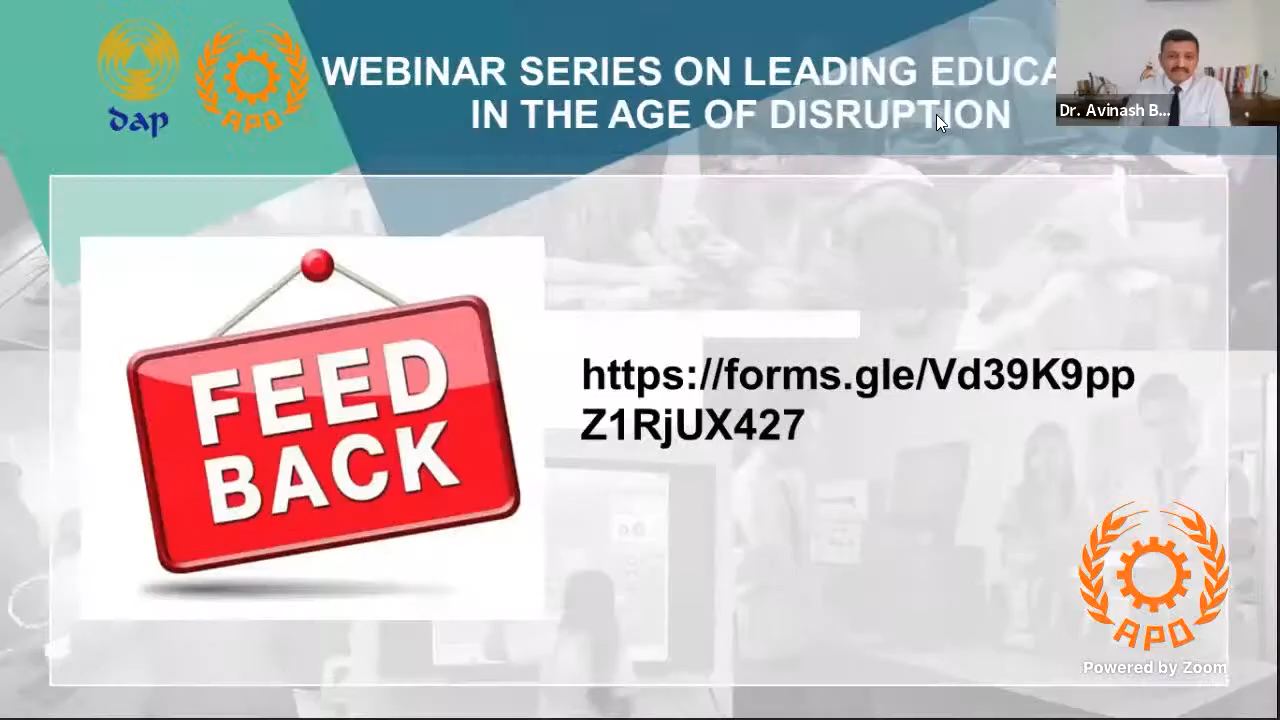 dap
APO
WEBINAR SERIES ON LEADING EDUCA
IN THE AGE OF DISRUPTION
Dr. Avinash B...
FEED
BACK
https://forms.gle/Vd39K9pp
Z1RjUX427
APO
Powered by Zoom